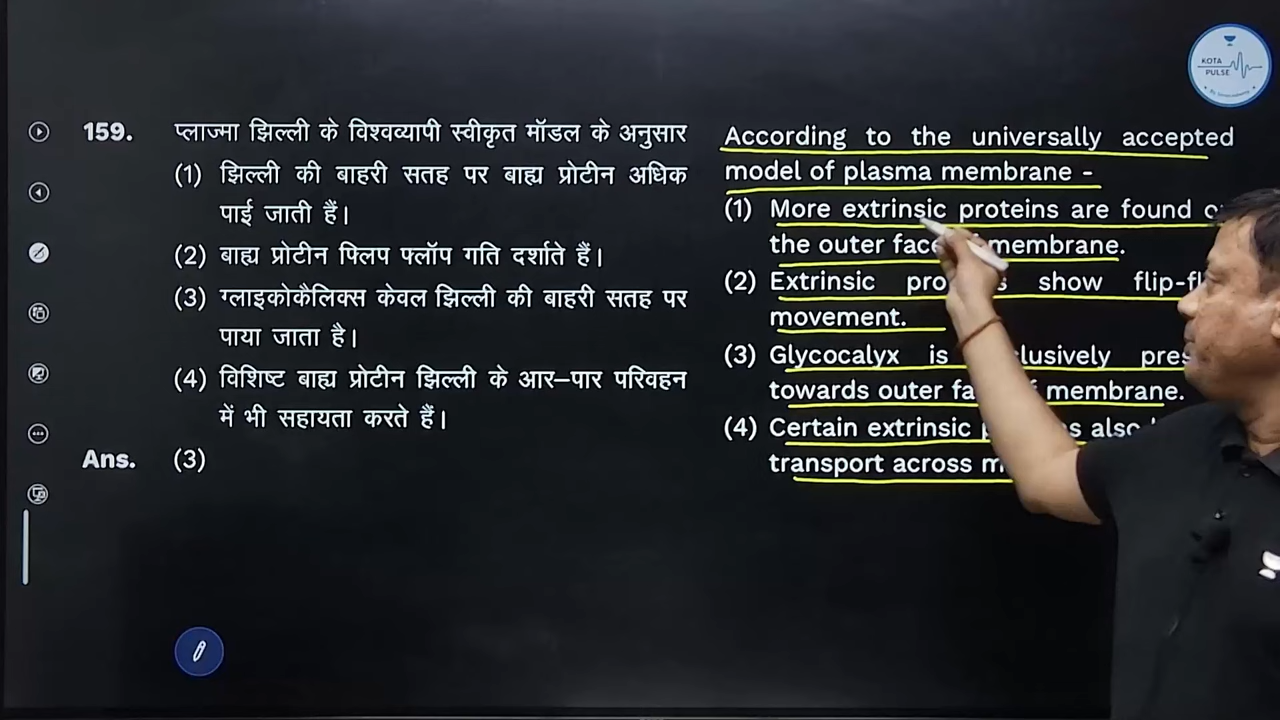 KOTA
PULSE
159.
प्लाज्मा झिल्ली के विश्वव्यापी स्वीकृत मॉडल के अनुसार
(1) झिल्ली की बाहरी सतह पर बाह्य प्रोटीन अधिक
पाई जाती हैं।
(2) बाह्य प्रोटीन फ्लिप फ्लॉप गति दर्शाते हैं।
(3) ग्लाइकोकैलिक्स केवल झिल्ली की बाहरी सतह पर
पाया जाता है।
(4) विशिष्ट बाह्य प्रोटीन झिल्ली के आर–पार परिवहन
में भी सहायता करते हैं।
Ans. (3)
According to the universally accepted
model of plasma membrane -
(1) More extrinsic proteins are found
the outer face membrane.
(2) Extrinsic show
movement.
(3) Glycocalyx is
towards outer membrane.
(4) Certain extrinsic also
transport across